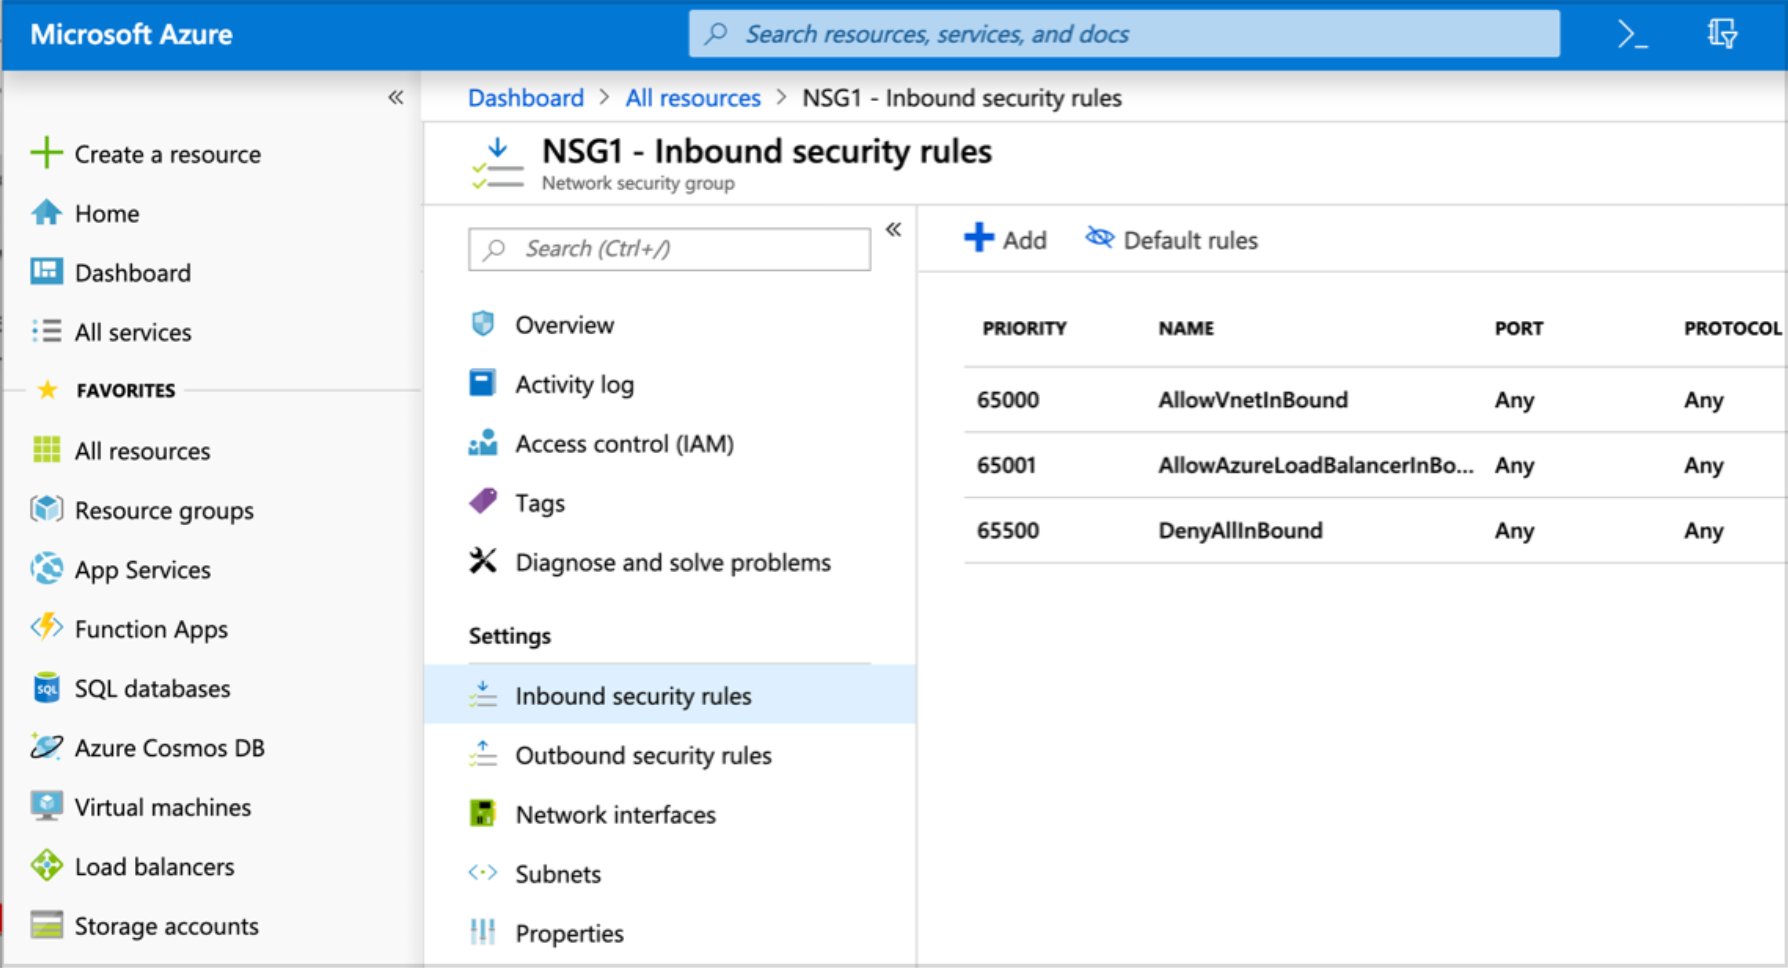 Microsoft Azure
Search resources, services, and docs
Create a resource
Home
Dashboard
All services
FAVORITES
All resources
Resource groups
App Services
Function Apps
SQL
SQL databases
Azure Cosmos DB
Virtual machines
Load balancers
Storage accounts
Dashboard > All resources > NSG1 - Inbound security rules
NSG1 - Inbound security rules
Network security group
Search (Ctrl+/)
Overview
Activity log
Access control (IAM)
Tags
Diagnose and solve problems
Settings
Inbound security rules
Outbound security rules
Network interfaces
Subnets
Properties
Add Default rules
PRIORITY NAME PORT PROTOCOL
65000 AllowVnetInBound Any Any
65001 AllowAzureLoadBalancerInBo... Any Any
65500 DenyAllInBound Any Any